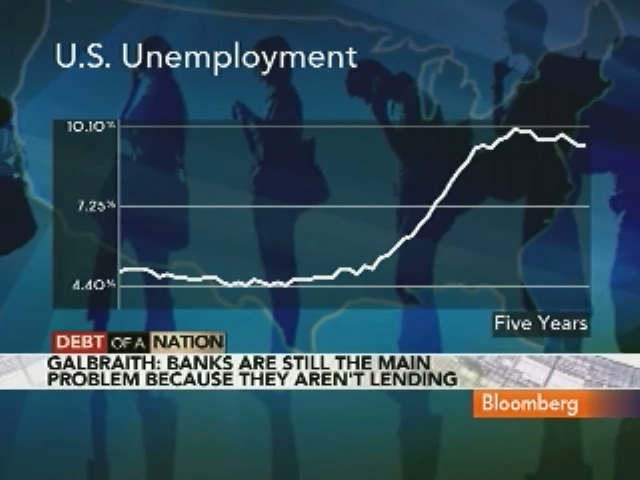 U.S. Unemployment
10.10%
7.25%
4.40%
Five Years
DEBT OF A NATION
GALBRAITH: BANKS ARE STILL THE MAIN
PROBLEM BECAUSE THEY AREN'T LENDING
Bloomberg